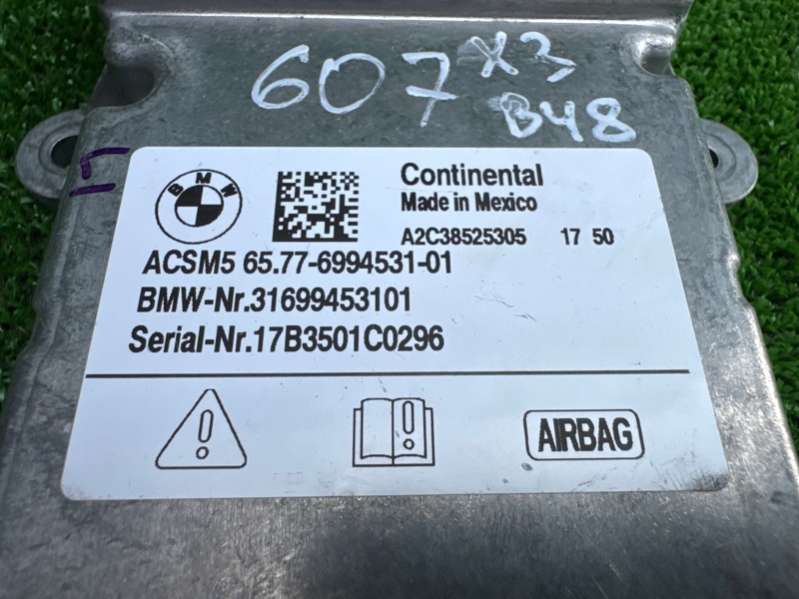 607 X3
B48
BMW
Continental
Made in Mexico
A2C38525305 17 50
ACSM5 65.77-6994531-01
BMW-Nr.31699453101
Serial-Nr.17B3501C0296
AIRBAG